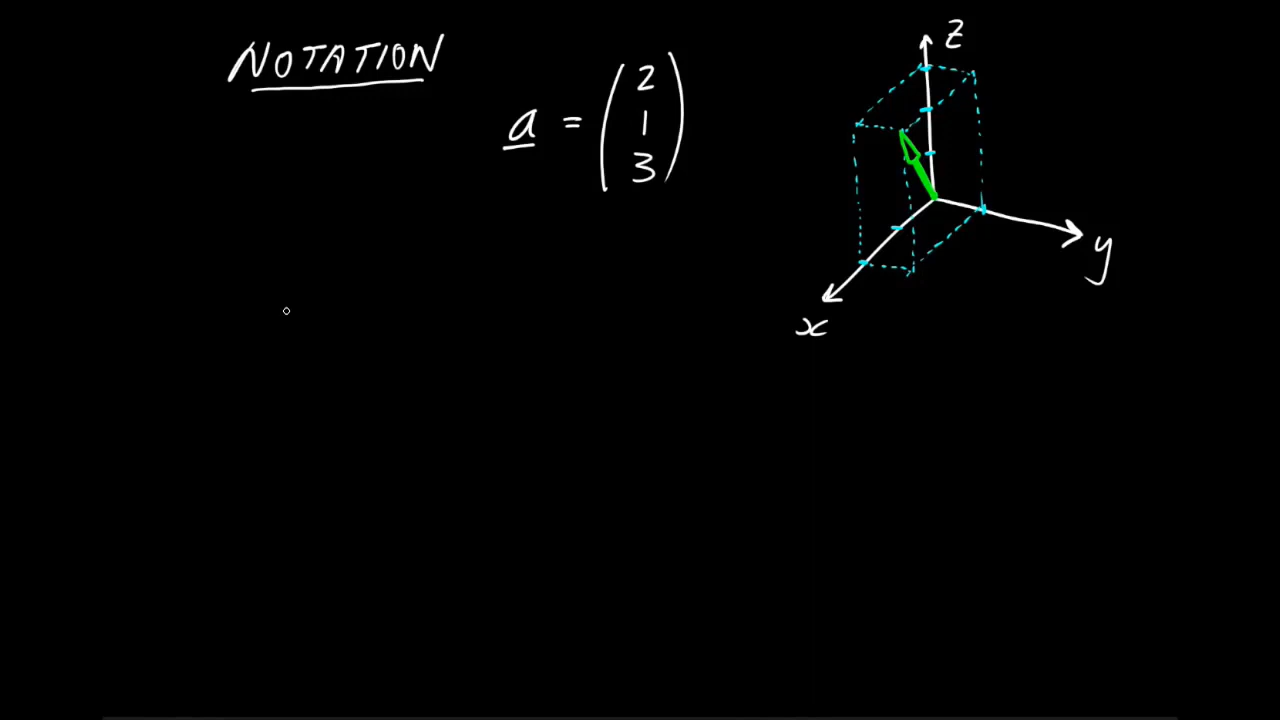 NOTATION
a = (2
1
3)
z
y
x